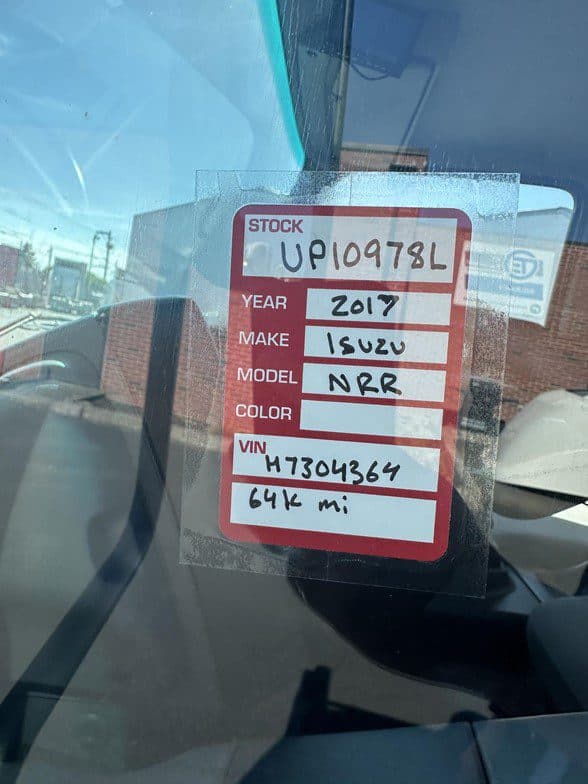 STOCK
UP10978L
YEAR 2017
MAKE ISUZU
MODEL NRR
COLOR
VIN
H7304364
64K mi